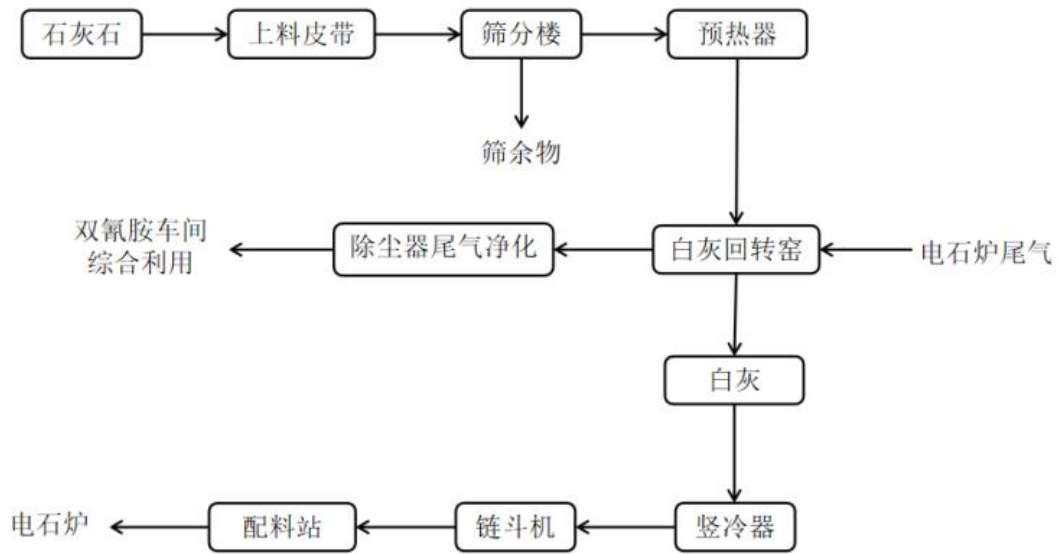 石灰石
上料皮带
筛分楼
预热器
筛余物
双氰胺车间
综合利用
除尘器尾气净化
白灰回转窑
电石炉尾气
白灰
电石炉
配料站
链斗机
竖冷器